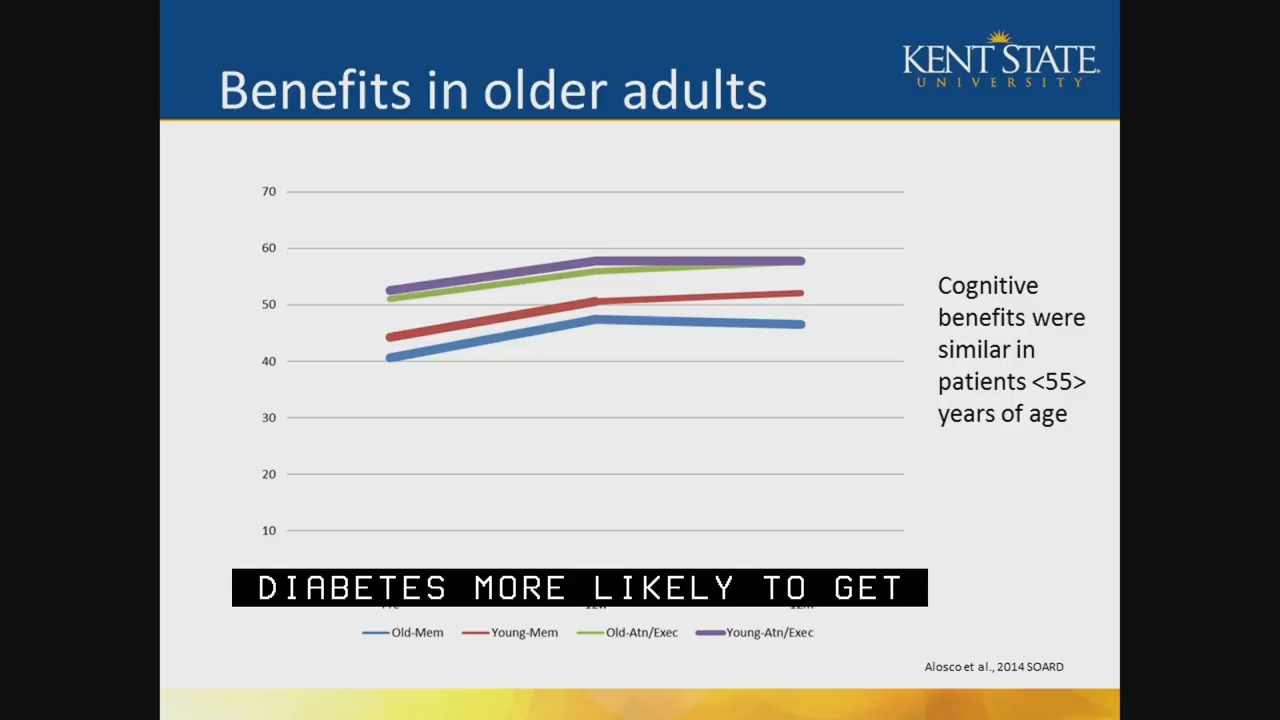 Benefits in older adults
KENT STATE
UNIVERSITY
70
60
50
40
30
20
10
Cognitive
benefits were
similar in
patients <55>
years of age
DIABETES MORE LIKELY TO GET
Old-Mem Young-Mem Old-Atn/Exec Young-Atn/Exec
Alosco et al., 2014 SOARD